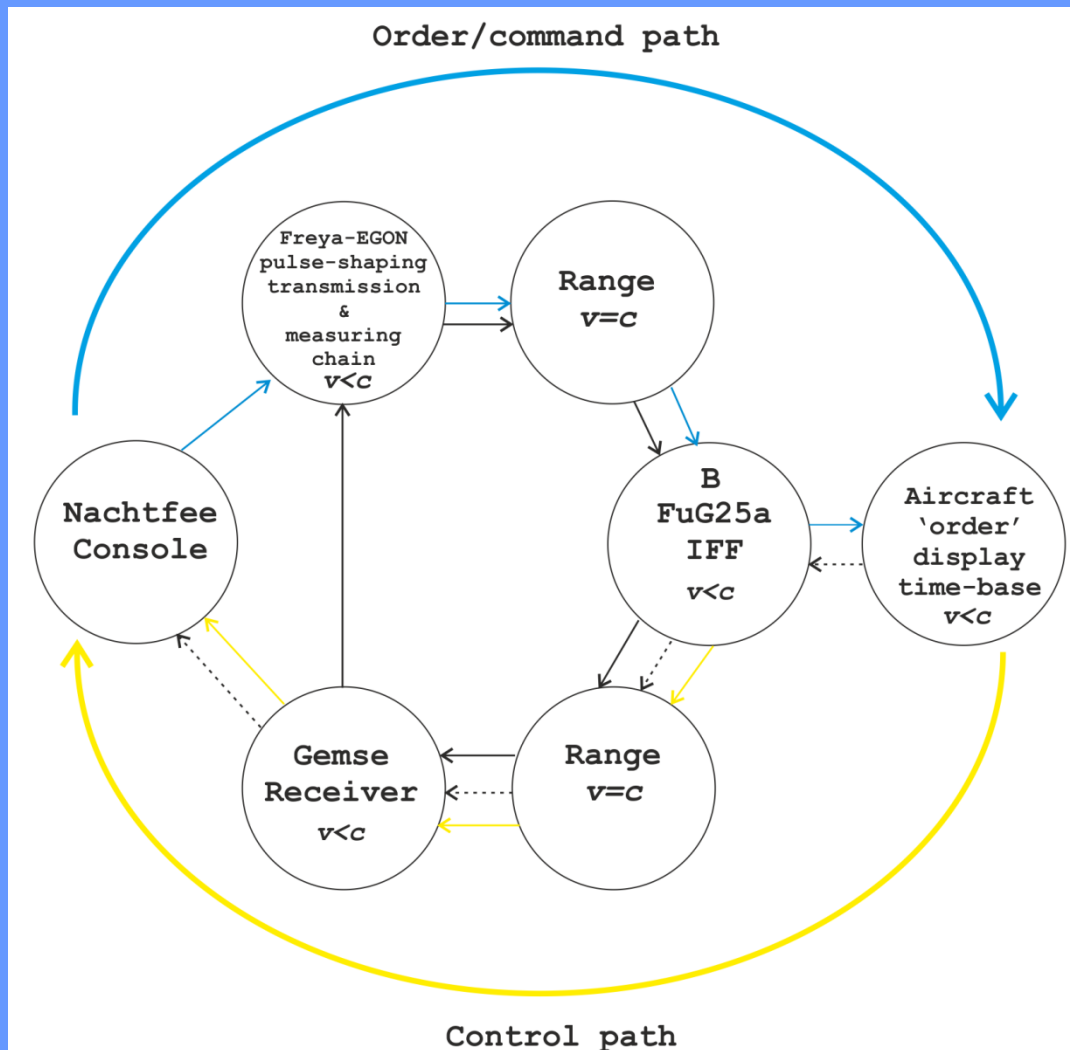 Order/command path
Freya-EGON
pulse-shaping
transmission
&
measuring
chain
v<c
Range
v=c
Nachtfee
Console
B
FuG25a
IFF
v<c
Aircraft
‘order’
display
time-base
v<c
Gemse
Receiver
v<c
Range
v=c
Control path